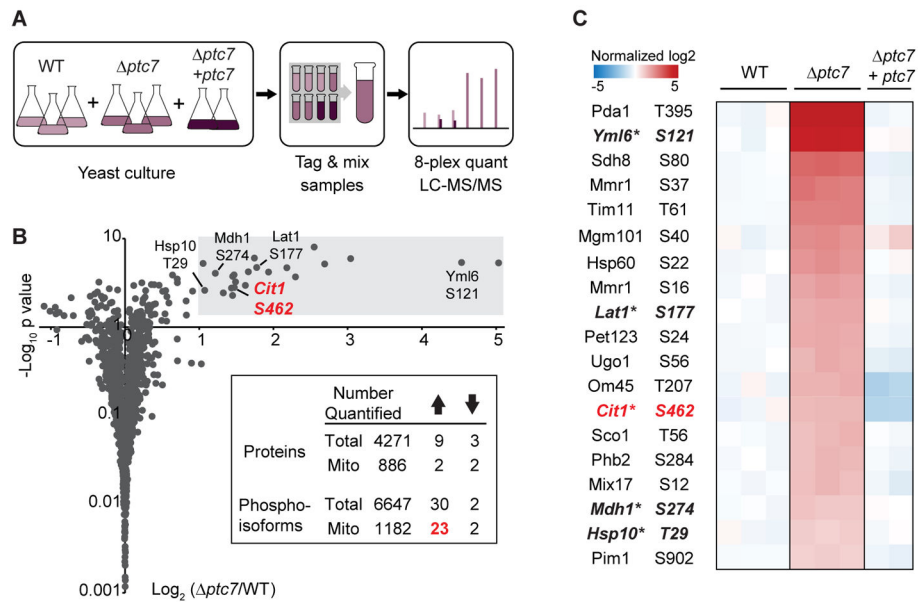 A
WT
Δptc7
Δptc7
+ptc7
+
+
Yeast culture
Tag & mix
samples
8-plex quant
LC-MS/MS
B
-Log10 p value
10
1
0.1
0.01
0.001
-1
0
1
2
3
4
5
Log2 (Δptc7/WT)
Hsp10
T29
Mdh1
S274
Lat1
S177
Cit1
S462
Yml6
S121
Number
Quantified
Proteins
Total 4271 9 3
Mito 886 2 2
Phospho-
isoforms
Total 6647 30 2
Mito 1182 23 2
C
Normalized log2
-5 5
WT
Δptc7
Δptc7
+ ptc7
Pda1 T395
Yml6* S121
Sdh8 S80
Mmr1 S37
Tim11 T61
Mgm101 S40
Hsp60 S22
Mmr1 S16
Lat1* S177
Pet123 S24
Ugo1 S56
Om45 T207
Cit1* S462
Sco1 T56
Phb2 S284
Mix17 S12
Mdh1* S274
Hsp10* T29
Pim1 S902